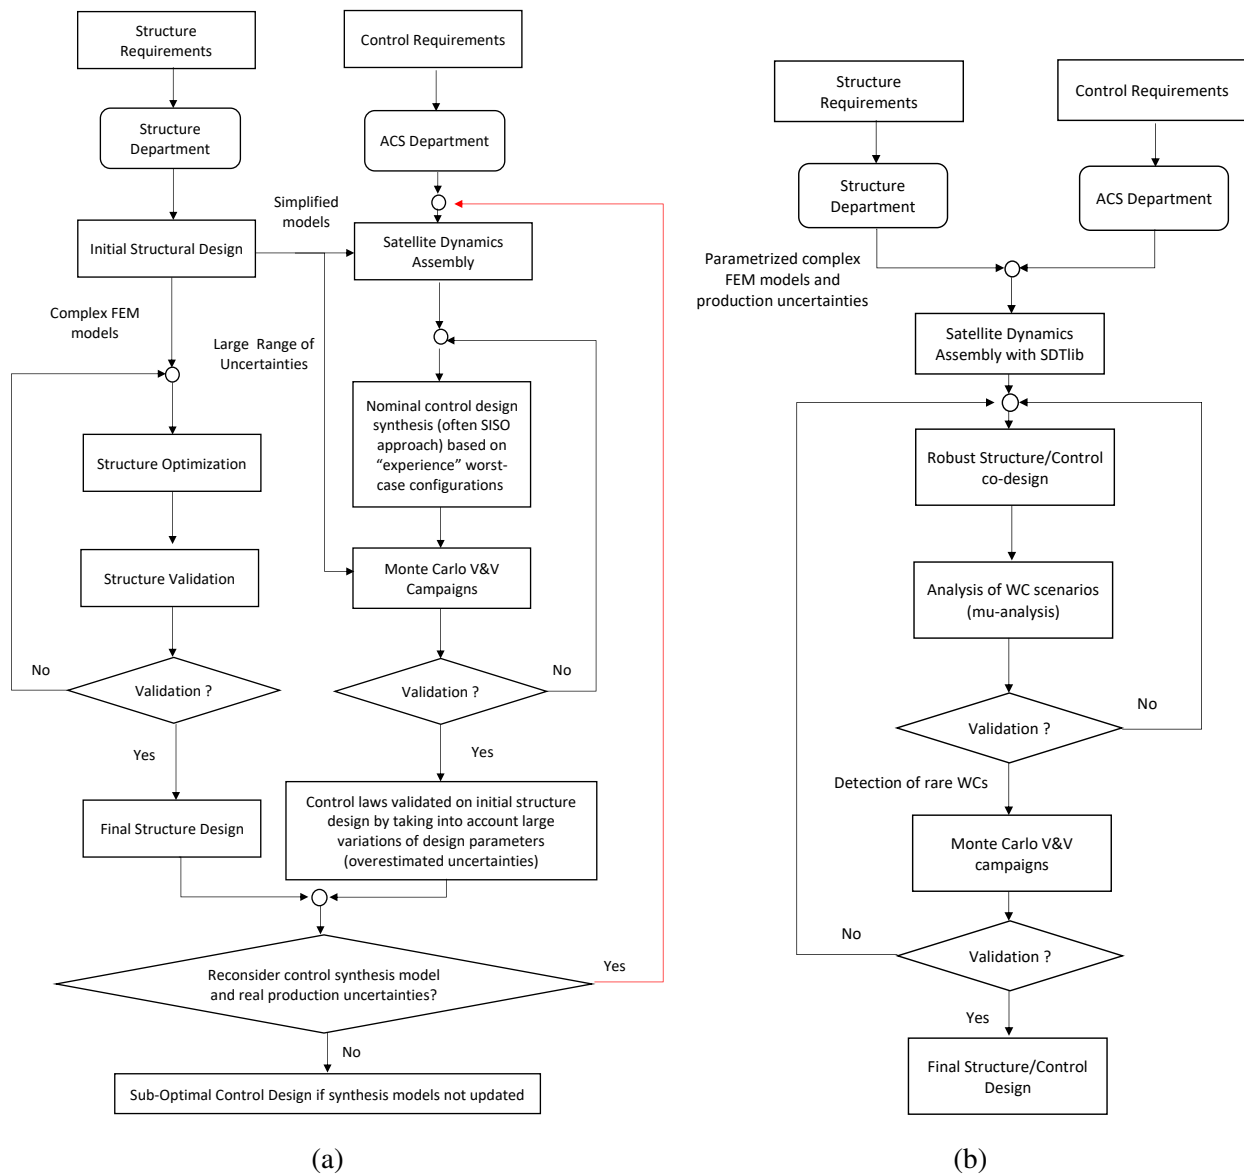 Structure
Requirements
Control Requirements
Structure
Department
ACS Department
Simplified
models
Initial Structural Design
Satellite Dynamics
Assembly
Complex FEM
models
Large Range of
Uncertainties
Nominal control design
synthesis (often SISO
approach) based on
“experience” worst-
case configurations
Structure Optimization
Structure Validation
Monte Carlo V&V
Campaigns
No
Validation ?
No
Validation ?
Yes
Yes
Final Structure Design
Control laws validated on initial structure
design by taking into account large
variations of design parameters
(overestimated uncertainties)
Reconsider control synthesis model
and real production uncertainties?
Yes
No
Sub-Optimal Control Design if synthesis models not updated
(a)
Structure
Requirements
Control Requirements
Structure
Department
ACS Department
Parametrized complex
FEM models and
production uncertainties
Satellite Dynamics
Assembly with SDTlib
Robust Structure/Control
co-design
Analysis of WC scenarios
(mu-analysis)
Validation ?
No
Detection of rare WCs
Monte Carlo V&V
campaigns
No
Validation ?
Yes
Final Structure/Control
Design
(b)